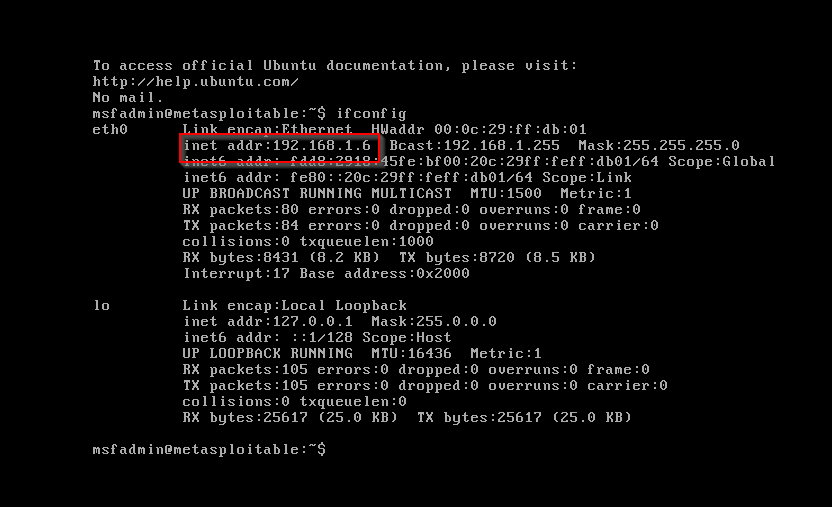 To access official Ubuntu documentation, please visit:
http://help.ubuntu.com/
No mail.
msfadmin@metasploitable:~$ ifconfig
eth0      Link encap:Ethernet  HWaddr 00:0c:29:ff:db:01
          inet addr:192.168.1.6  Bcast:192.168.1.255  Mask:255.255.255.0
          inet6 addr: fdd8:2918:45fe:bf00:20c:29ff:feff:db01/64 Scope:Global
          inet6 addr: fe80::20c:29ff:feff:db01/64 Scope:Link
          UP BROADCAST RUNNING MULTICAST  MTU:1500  Metric:1
          RX packets:80 errors:0 dropped:0 overruns:0 frame:0
          TX packets:84 errors:0 dropped:0 overruns:0 carrier:0
          collisions:0 txqueuelen:1000
          RX bytes:8431 (8.2 KB)  TX bytes:8720 (8.5 KB)
          Interrupt:17 Base address:0x2000
lo        Link encap:Local Loopback
          inet addr:127.0.0.1  Mask:255.0.0.0
          inet6 addr: ::1/128 Scope:Host
          UP LOOPBACK RUNNING  MTU:16436  Metric:1
          RX packets:105 errors:0 dropped:0 overruns:0 frame:0
          TX packets:105 errors:0 dropped:0 overruns:0 carrier:0
          collisions:0 txqueuelen:0
          RX bytes:25617 (25.0 KB)  TX bytes:25617 (25.0 KB)
msfadmin@metasploitable:~$